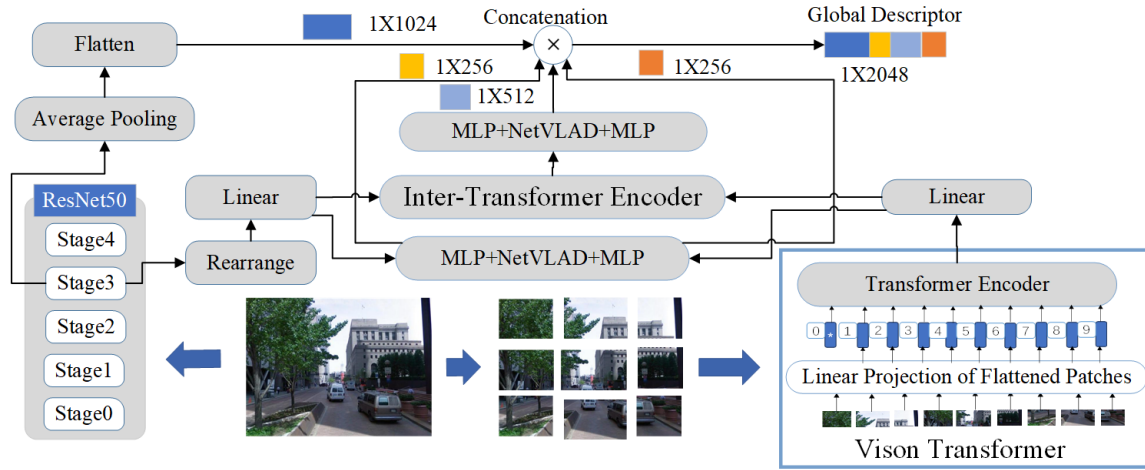 Flatten
1X1024
Concatenation
×
Global Descriptor
1X2048
1X256
1X512
1X256
Average Pooling
MLP+NetVLAD+MLP
ResNet50
Stage4
Stage3
Stage2
Stage1
Stage0
Linear
Rearrange
Inter-Transformer Encoder
MLP+NetVLAD+MLP
Linear
Transformer Encoder
0 * 1 2 3 4 5 6 7 8 9
Linear Projection of Flattened Patches
Vison Transformer